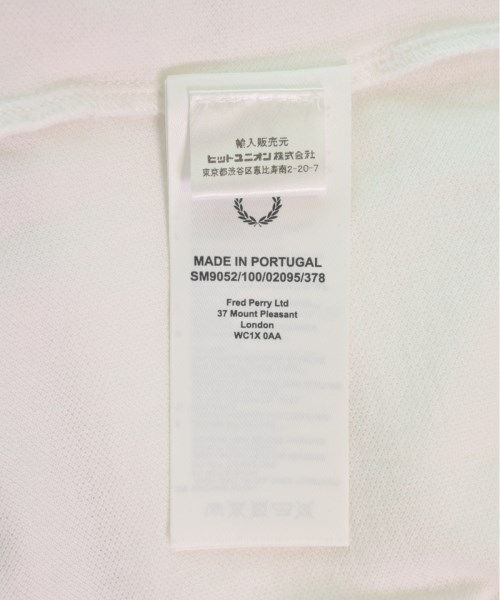 輸入販売元
ヒットユニオン株式会社
東京都渋谷区恵比寿南2-20-7
MADE IN PORTUGAL
SM9052/100/02095/378
Fred Perry Ltd
37 Mount Pleasant
London
WC1X 0AA